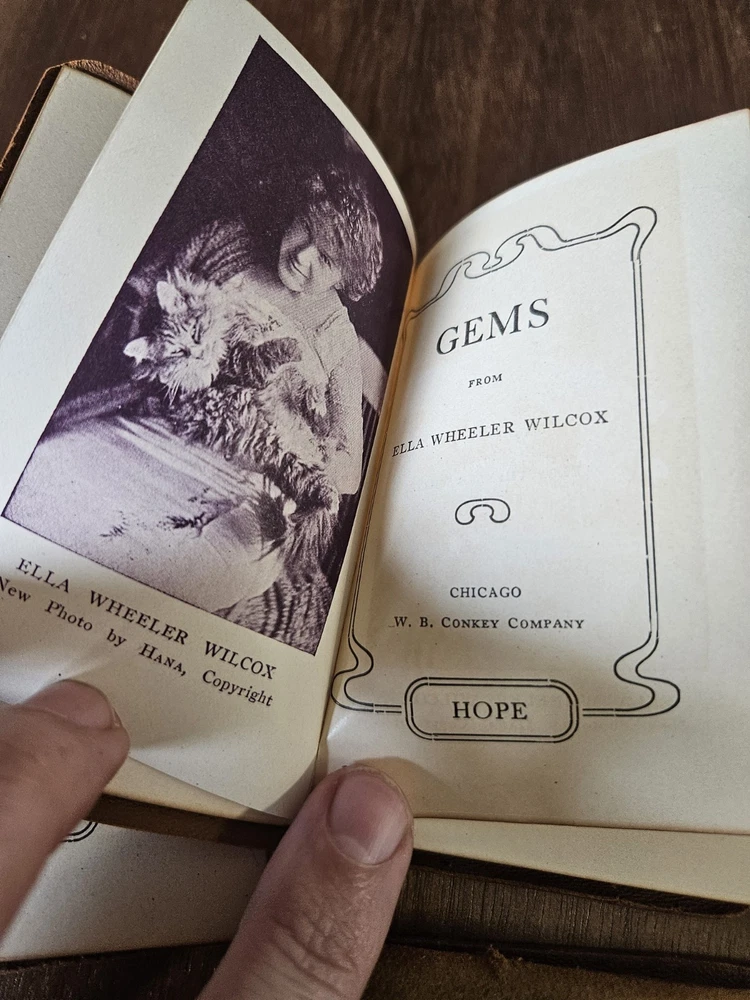 ELLA WHEELER WILCOX
New Photo by HANA, Copyright
GEMS
FROM
ELLA WHEELER WILCOX
CHICAGO
W. B. CONKEY COMPANY
HOPE